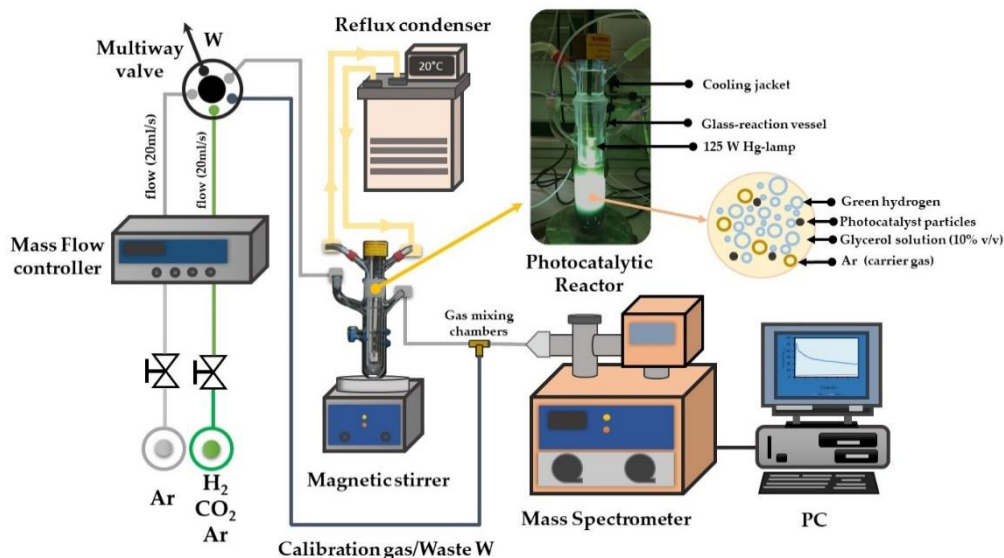 Reflux condenser
20°C
W
Multiway
valve
flow (20ml/s)
flow (20ml/s)
Mass Flow
controller
Ar
H₂
CO₂
Ar
Magnetic stirrer
Calibration gas/Waste W
Gas mixing
chambers
Mass Spectrometer
PC
Photocatalytic
Reactor
Cooling jacket
Glass-reaction vessel
125 W Hg-lamp
Green hydrogen
Photocatalyst particles
Glycerol solution (10% v/v)
Ar (carrier gas)